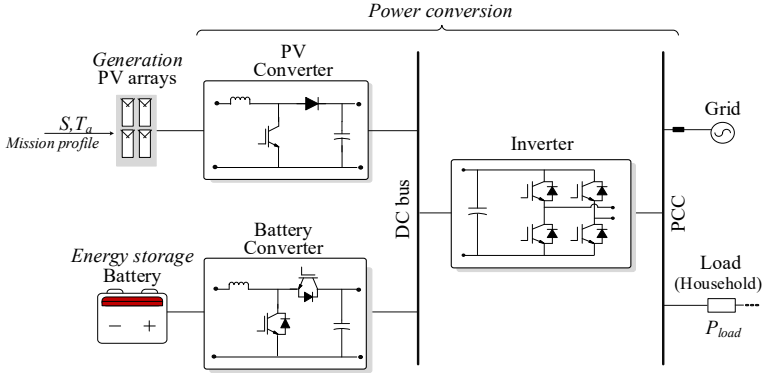 Power conversion
Generation
PV arrays
S,Ta
Mission profile
PV
Converter
DC bus
Inverter
PCC
Grid
Energy storage
Battery
− +
Battery
Converter
Load
(Household)
Pload